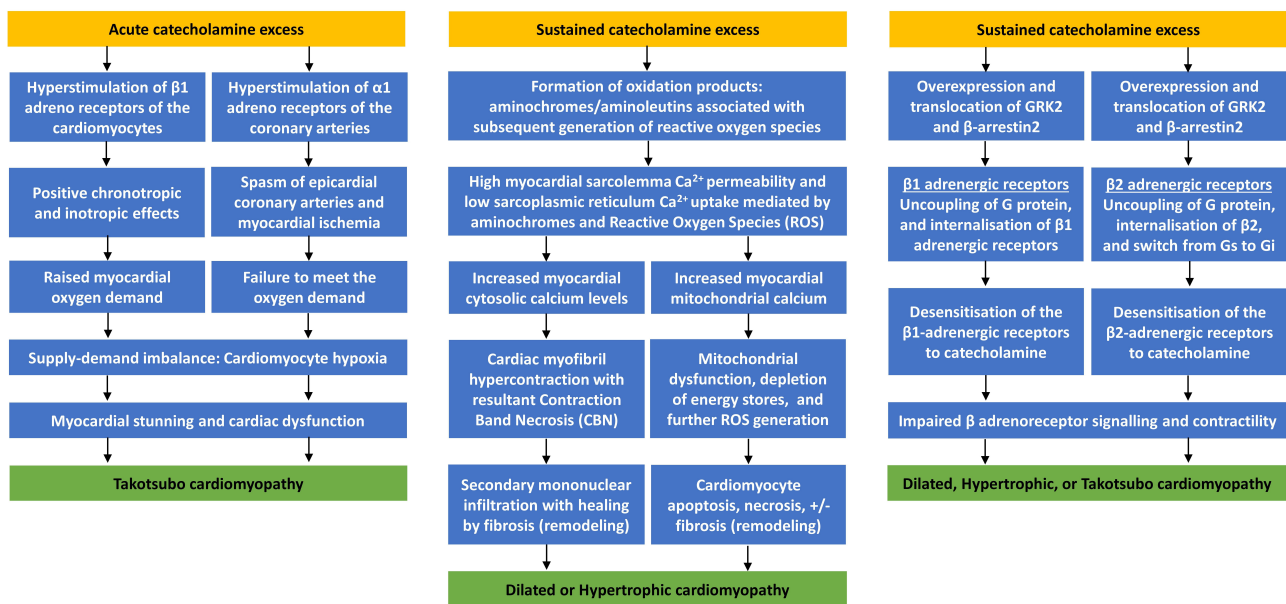 Acute catecholamine excess
Hyperstimulation of β1
adreno receptors of the
cardiomyocytes
Hyperstimulation of α1
adreno receptors of the
coronary arteries
Positive chronotropic
and inotropic effects
Spasm of epicardial
coronary arteries and
myocardial ischemia
Raised myocardial
oxygen demand
Failure to meet the
oxygen demand
Supply-demand imbalance: Cardiomyocyte hypoxia
Myocardial stunning and cardiac dysfunction
Takotsubo cardiomyopathy
Sustained catecholamine excess
Formation of oxidation products:
aminochromes/aminoleutins associated with
subsequent generation of reactive oxygen species
High myocardial sarcolemma Ca²⁺ permeability and
low sarcoplasmic reticulum Ca²⁺ uptake mediated by
aminochromes and Reactive Oxygen Species (ROS)
Increased myocardial
cytosolic calcium levels
Increased myocardial
mitochondrial calcium
Cardiac myofibril
hypercontraction with
resultant Contraction
Band Necrosis (CBN)
Mitochondrial
dysfunction, depletion
of energy stores, and
further ROS generation
Secondary mononuclear
infiltration with healing
by fibrosis (remodeling)
Cardiomyocyte
apoptosis, necrosis, +/-
fibrosis (remodeling)
Dilated or Hypertrophic cardiomyopathy
Sustained catecholamine excess
Overexpression and
translocation of GRK2
and β-arrestin2
Overexpression and
translocation of GRK2
and β-arrestin2
β1 adrenergic receptors
Uncoupling of G protein,
and internalisation of β1
adrenergic receptors
β2 adrenergic receptors
Uncoupling of G protein,
internalisation of β2,
and switch from Gs to Gi
Desensitisation of the
β1-adrenergic receptors
to catecholamine
Desensitisation of the
β2-adrenergic receptors
to catecholamine
Impaired β adrenoreceptor signalling and contractility
Dilated, Hypertrophic, or Takotsubo cardiomyopathy